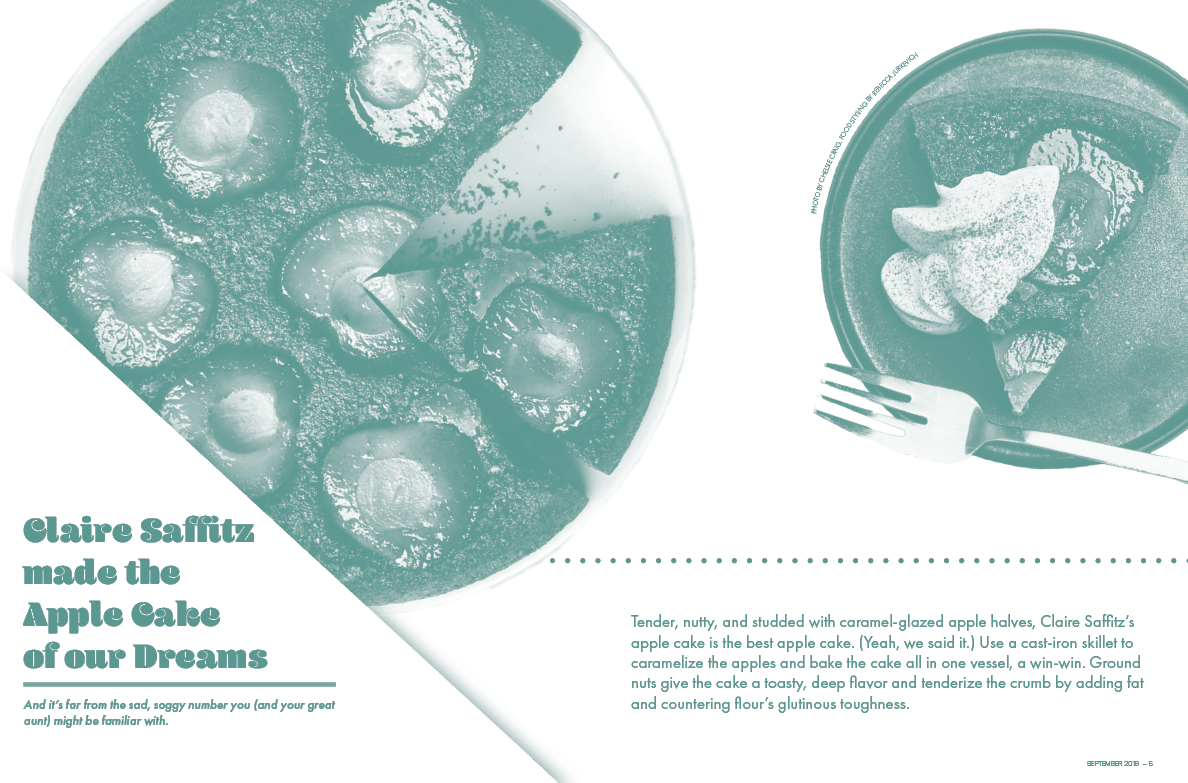 PHOTO BY CHELSIE CRAIG, FOOD STYLING BY REBECCA JURKEVICH
Claire Saffitz
made the
Apple Cake
of our Dreams
And it's far from the sad, soggy number you (and your great
aunt) might be familiar with.
Tender, nutty, and studded with caramel-glazed apple halves, Claire Saffitz's
apple cake is the best apple cake. (Yeah, we said it.) Use a cast-iron skillet to
caramelize the apples and bake the cake all in one vessel, a win-win. Ground
nuts give the cake a toasty, deep flavor and tenderize the crumb by adding fat
and countering flour's glutinous toughness.
SEPTEMBER 2019 – 5